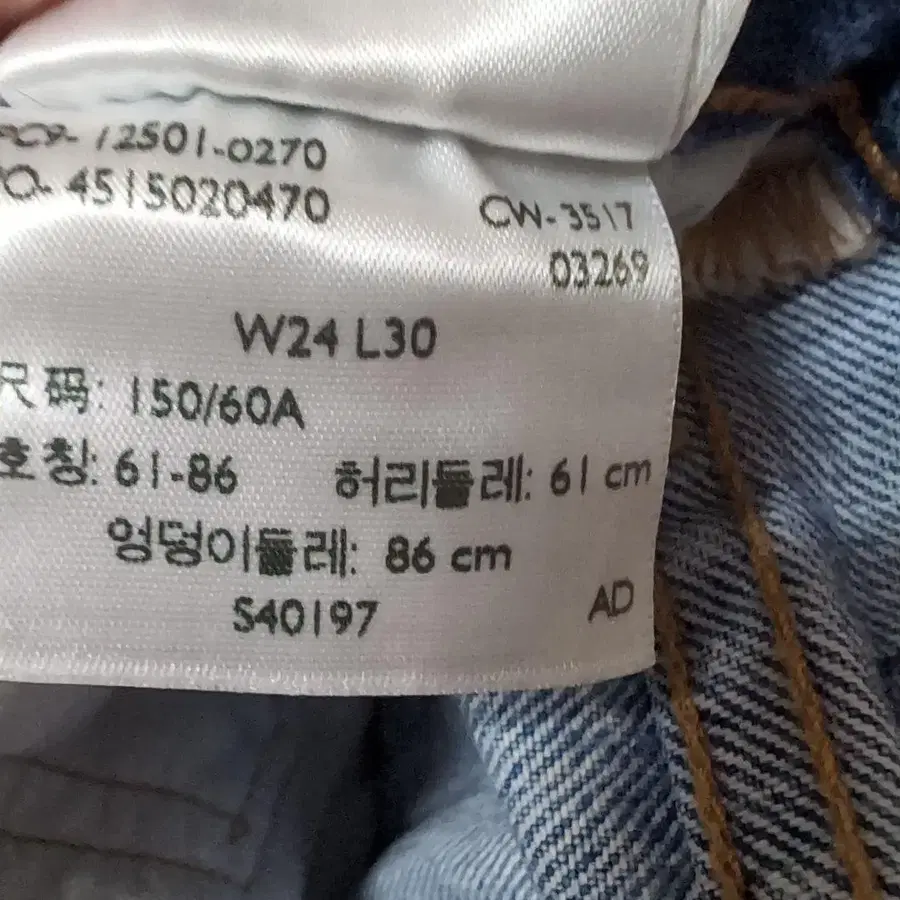 PC9-12501-0270
PO-4515020470
CW-3517
03269
W24 L30
尺码: 150/60A
호칭: 61-86 허리둘레: 61 cm
엉덩이둘레: 86 cm
S40197
AD